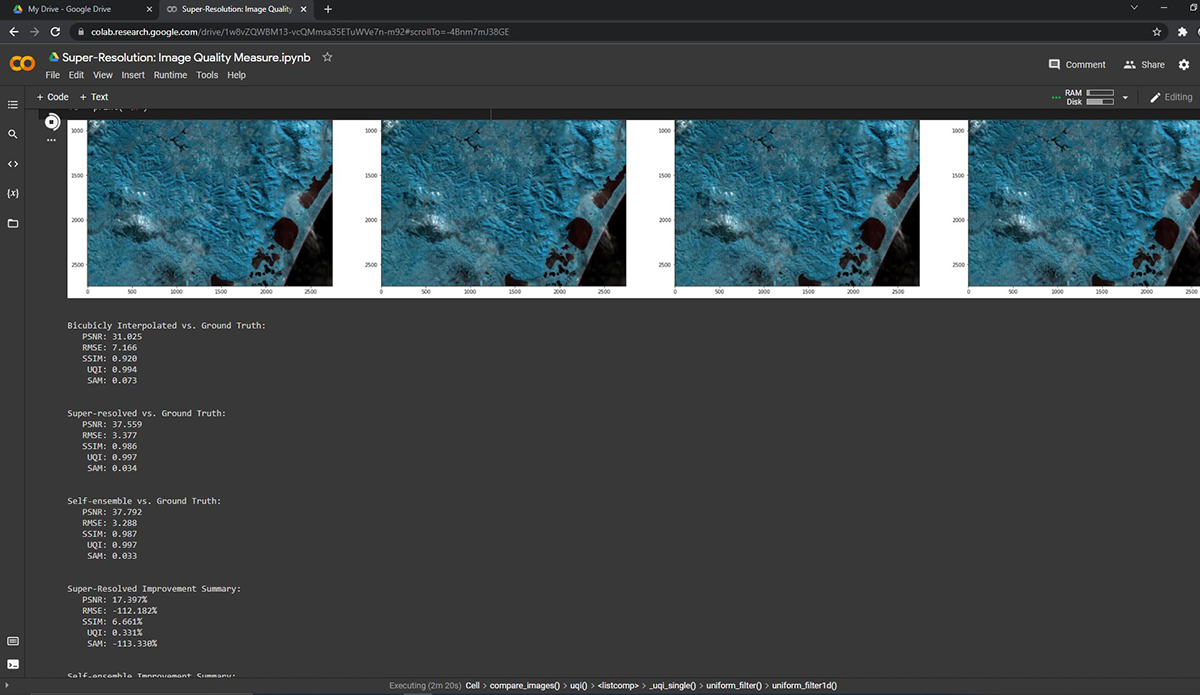 My Drive - Google Drive
Super-Resolution: Image Quality
colab.research.google.com/drive/1w8vZQWBM13-vcQMmsa35ETuWVe7n-m92#scrollTo=-4Bnm7mJ38GE
Super-Resolution: Image Quality Measure.ipynb
Comment Share
File Edit View Insert Runtime Tools Help
+ Code + Text
RAM
Disk
Editing
1000 1000 1000 1000
1500 1500 1500 1500
2000 2000 2000 2000
2500 2500 2500 2500
0 500 1000 1500 2000 2500 0 500 1000 1500 2000 2500 0 500 1000 1500 2000 2500 0 500 1000 1500 2000 2500
Bicubicly Interpolated vs. Ground Truth:
PSNR: 31.025
RMSE: 7.166
SSIM: 0.920
UQI: 0.994
SAM: 0.073
Super-resolved vs. Ground Truth:
PSNR: 37.559
RMSE: 3.377
SSIM: 0.986
UQI: 0.997
SAM: 0.034
Self-ensemble vs. Ground Truth:
PSNR: 37.792
RMSE: 3.288
SSIM: 0.987
UQI: 0.997
SAM: 0.033
Super-Resolved Improvement Summary:
PSNR: 17.397%
RMSE: -112.182%
SSIM: 6.661%
UQI: 0.331%
SAM: -113.330%
Self-ensemble Improvement Summary:
Executing (2m 20s) Cell > compare_images() > uqi() > <listcomp> > _uqi_single() > uniform_filter() > uniform_filter1d()